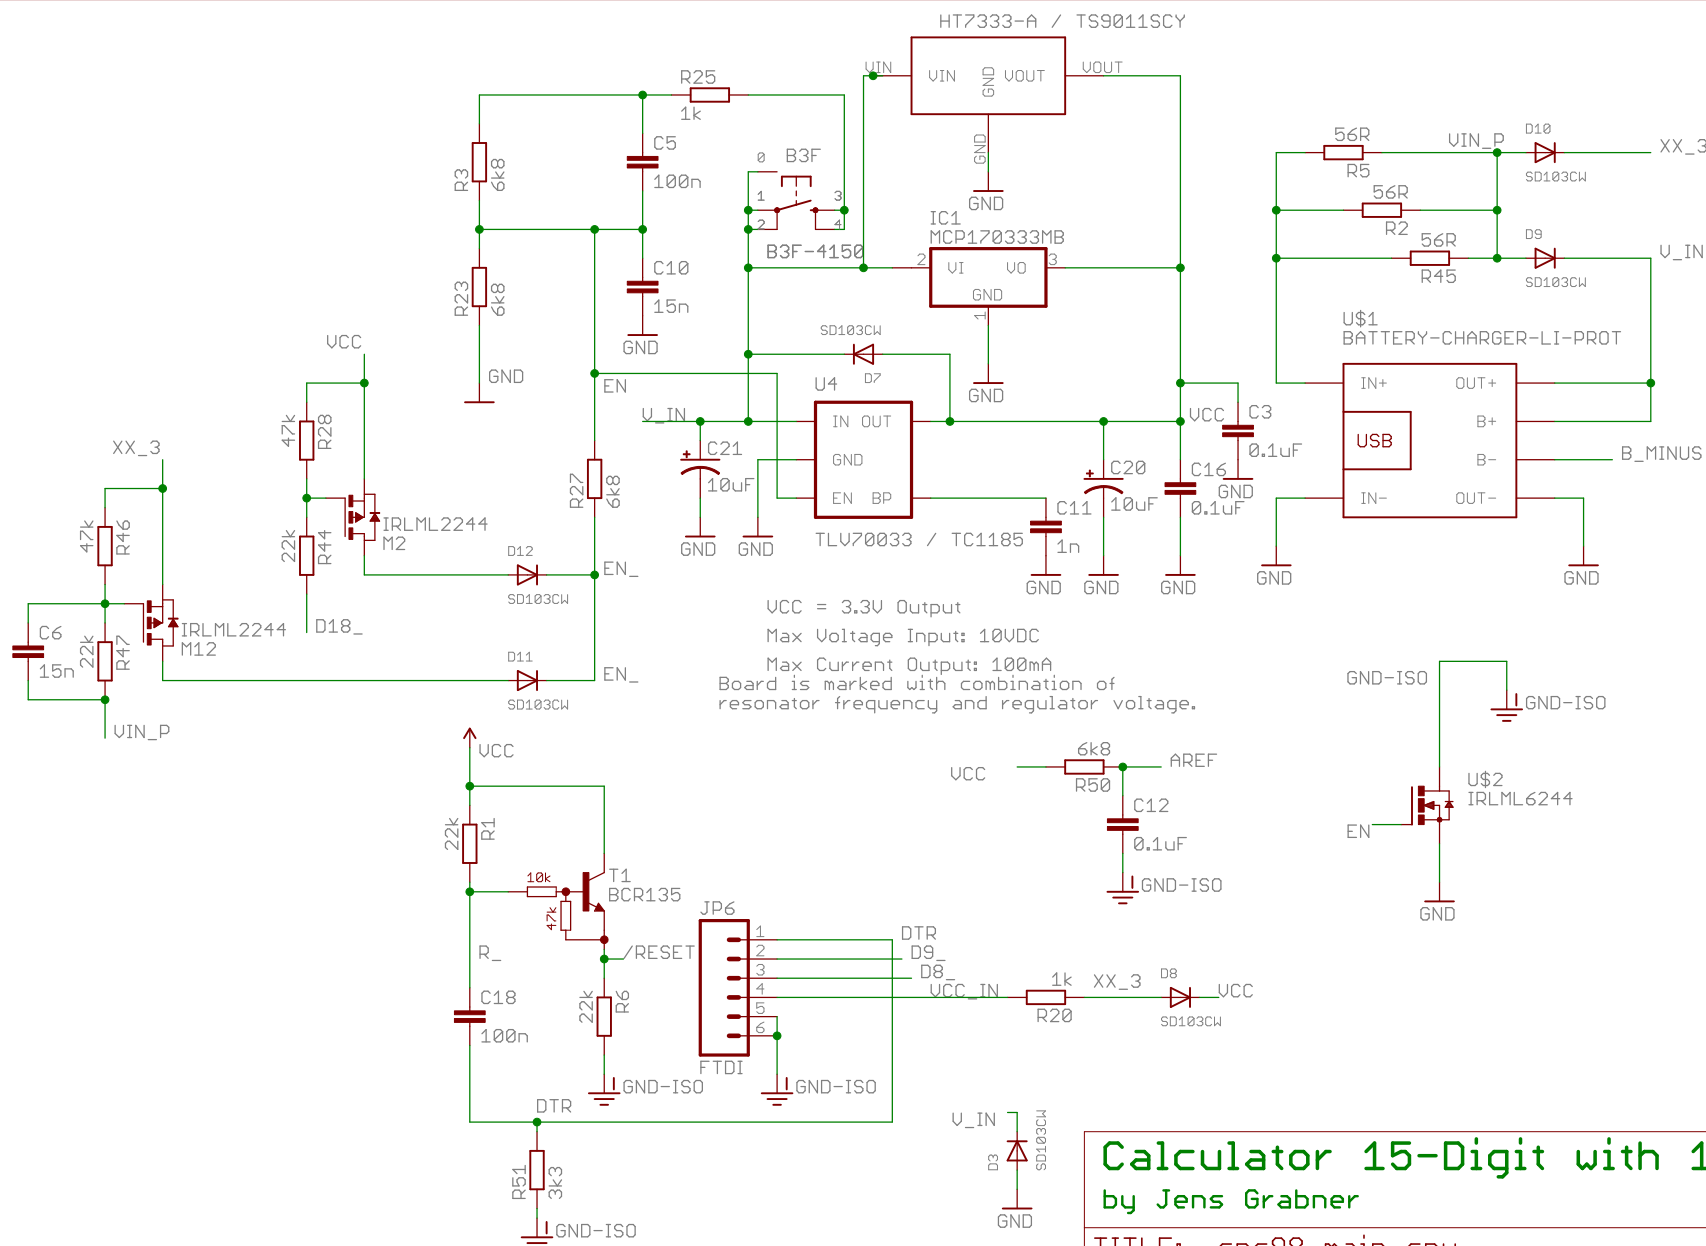 HT7333-A / TS9011SCY
VIN
VIN
GND
VOUT
VOUT
GND
GND
R25
1k
C5
100n
R3
6k8
0
B3F
1
3
2
4
B3F-4150
IC1
MCP170333MB
2
VI
VO
3
GND
1
GND
R23
6k8
C10
15n
GND
GND
SD103CW
D7
EN
U4
V_IN
IN OUT
GND
EN BP
TLV70033 / TC1185
C21
10uF
GND
GND
R27
6k8
C11
1n
GND
C20
10uF
GND
C16
0.1uF
GND
VCC
C3
0.1uF
GND
56R
R5
VIN_P
D10
SD103CW
XX_3
56R
R2
56R
R45
D9
SD103CW
V_IN
U$1
BATTERY-CHARGER-LI-PROT
IN+
OUT+
USB
B+
B-
B_MINUS
IN-
OUT-
GND
GND
VCC
47k
R28
22k
R44
IRLML2244
M2
D18_
XX_3
47k
R46
22k
R47
C6
15n
IRLML2244
M12
VIN_P
D12
SD103CW
EN_
D11
SD103CW
EN_
VCC = 3.3V Output
Max Voltage Input: 10VDC
Max Current Output: 100mA
Board is marked with combination of
resonator frequency and regulator voltage.
VCC
22k
R1
10k
47k
T1
BCR135
R_
/RESET
C18
100n
22k
R6
GND-ISO
JP6
1
2
3
4
5
6
FTDI
GND-ISO
DTR
D9_
D8_
VCC_IN
1k
R20
XX_3
D8
SD103CW
VCC
DTR
R51
3k3
GND-ISO
VCC
6k8
R50
AREF
C12
0.1uF
GND-ISO
GND-ISO
GND-ISO
U$2
IRLML6244
EN
GND
V_IN
D3
SD103CW
GND
Calculator 15-Digit with 1
by Jens Grabner
TITLE: cpc98_main_cpu